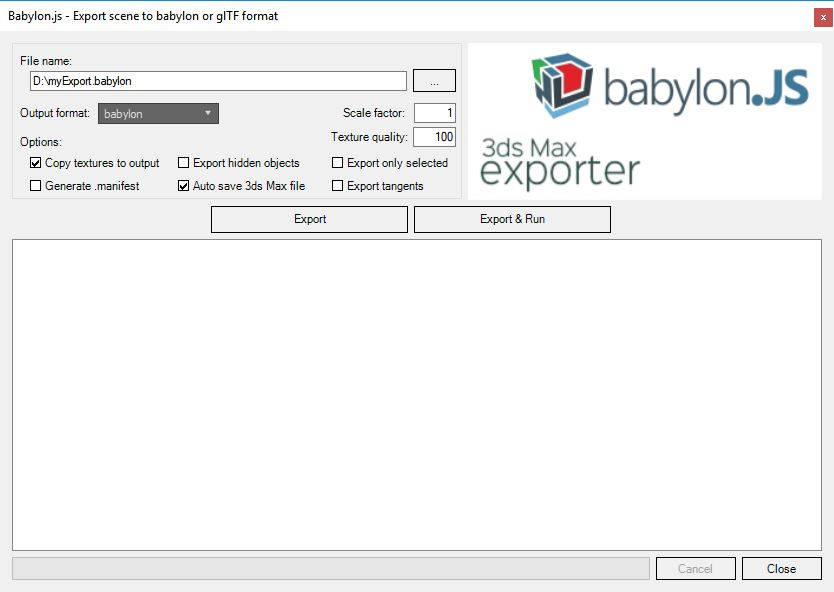 Babylon.js - Export scene to babylon or glTF format
x
File name:
D:\myExport.babylon
...
Output format: babylon
Scale factor: 1
Texture quality: 100
Options:
Copy textures to output
Export hidden objects
Export only selected
Generate .manifest
Auto save 3ds Max file
Export tangents
babylon.JS
3ds Max
exporter
Export
Export & Run
Cancel
Close